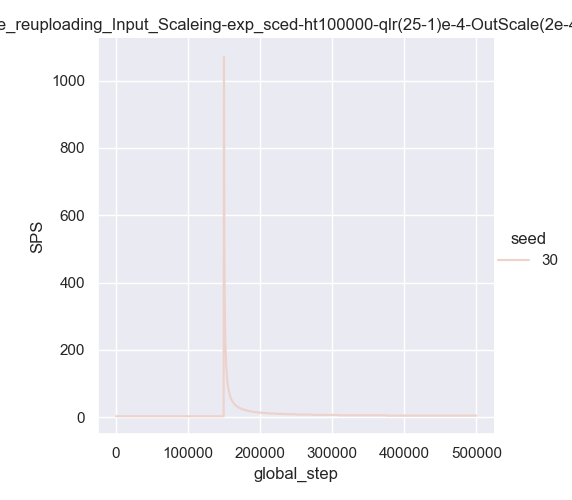 e_reuploading_Input_Scaleing-exp_sced-ht100000-qlr(25-1)e-4-OutScale(2e-4
1000
800
600
400
200
0
SPS
seed
30
0 100000 200000 300000 400000 500000
global_step